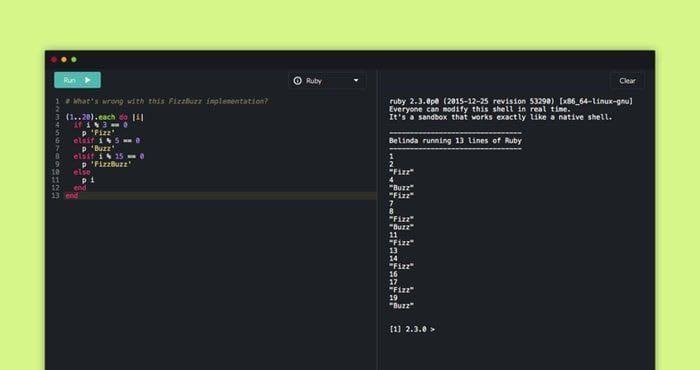 Run
Ruby
Clear
1 # What's wrong with this FizzBuzz implementation?
2
3 (1..20).each do |i|
4 if i % 3 == 0
5 p 'Fizz'
6 elsif i % 5 == 0
7 p 'Buzz'
8 elsif i % 15 == 0
9 p 'FizzBuzz'
10 else
11 p i
12 end
13 end
ruby 2.3.0p0 (2015-12-25 revision 53290) [x86_64-linux-gnu]
Everyone can modify this shell in real time.
It's a sandbox that works exactly like a native shell.
------------------------------
Belinda running 13 lines of Ruby
------------------------------
1
2
"Fizz"
4
"Buzz"
"Fizz"
7
8
"Fizz"
"Buzz"
11
"Fizz"
13
14
"Fizz"
16
17
"Fizz"
19
"Buzz"
[1] 2.3.0 >